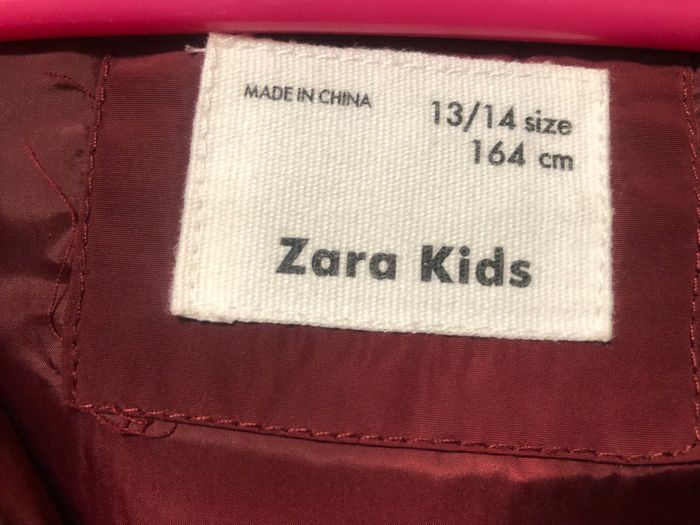 MADE IN CHINA
13/14 size
164 cm
Zara Kids